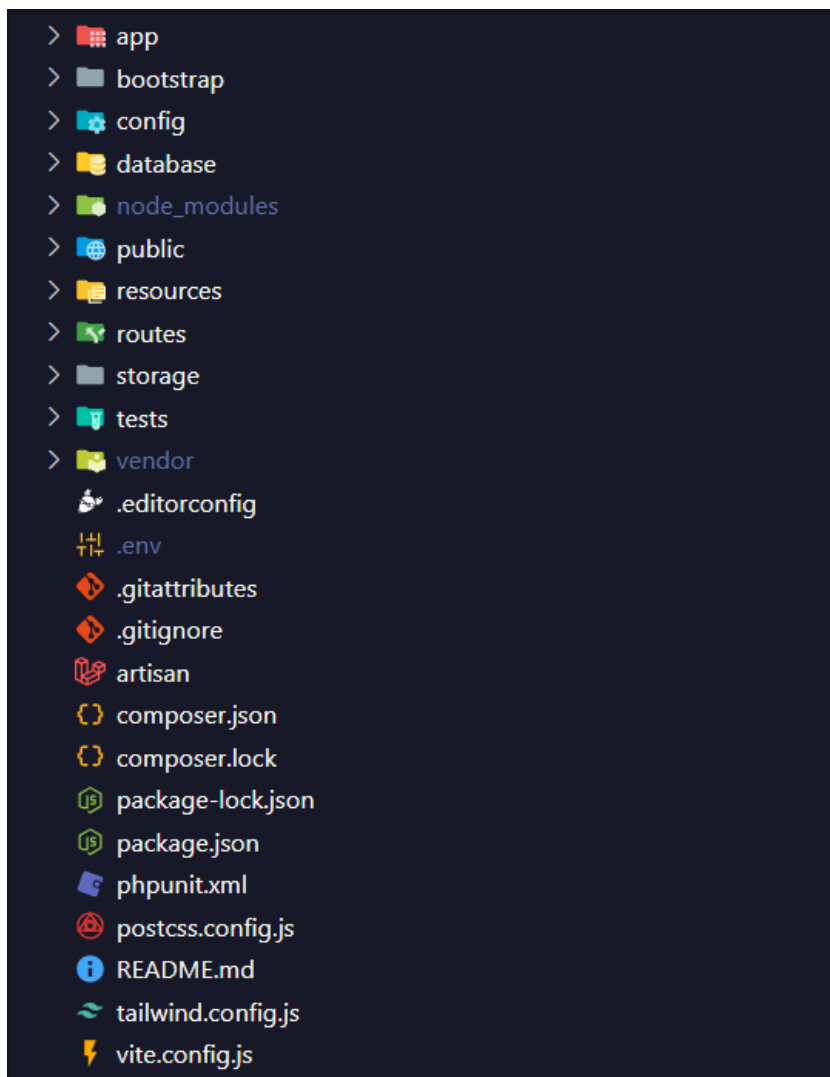 app
bootstrap
config
database
node_modules
public
resources
routes
storage
tests
vendor
.editorconfig
.env
.gitattributes
.gitignore
artisan
composer.json
composer.lock
package-lock.json
package.json
phpunit.xml
postcss.config.js
README.md
tailwind.config.js
vite.config.js